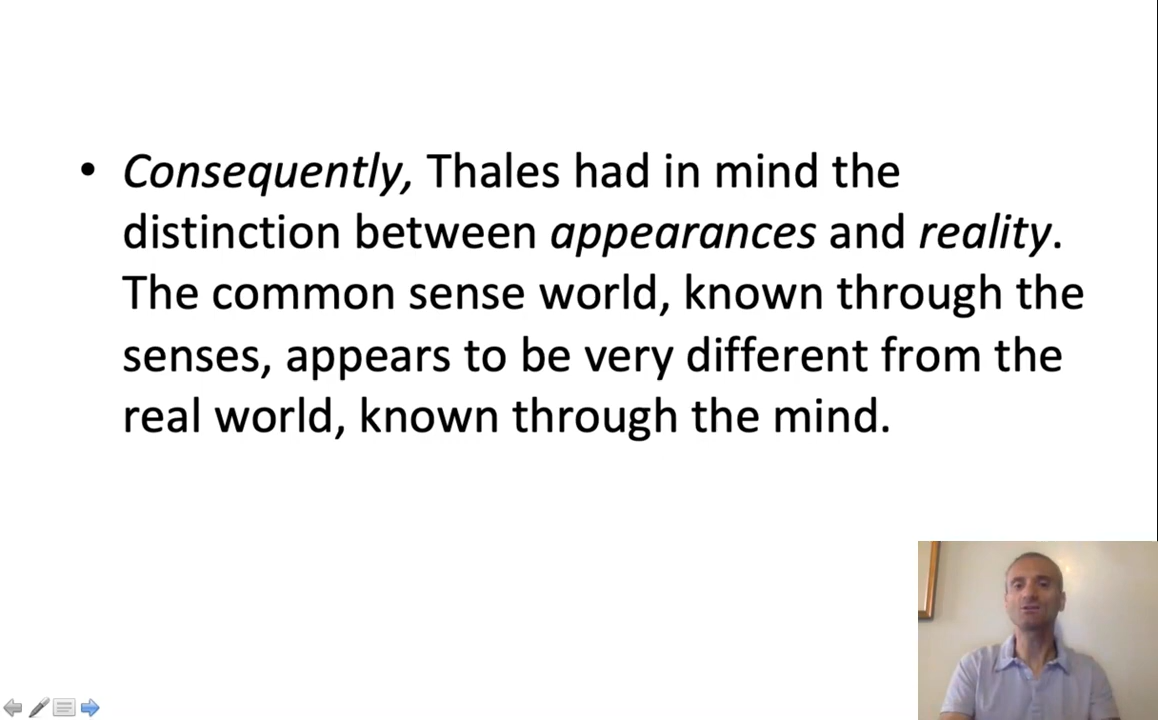 • Consequently, Thales had in mind the
distinction between appearances and reality.
The common sense world, known through the
senses, appears to be very different from the
real world, known through the mind.